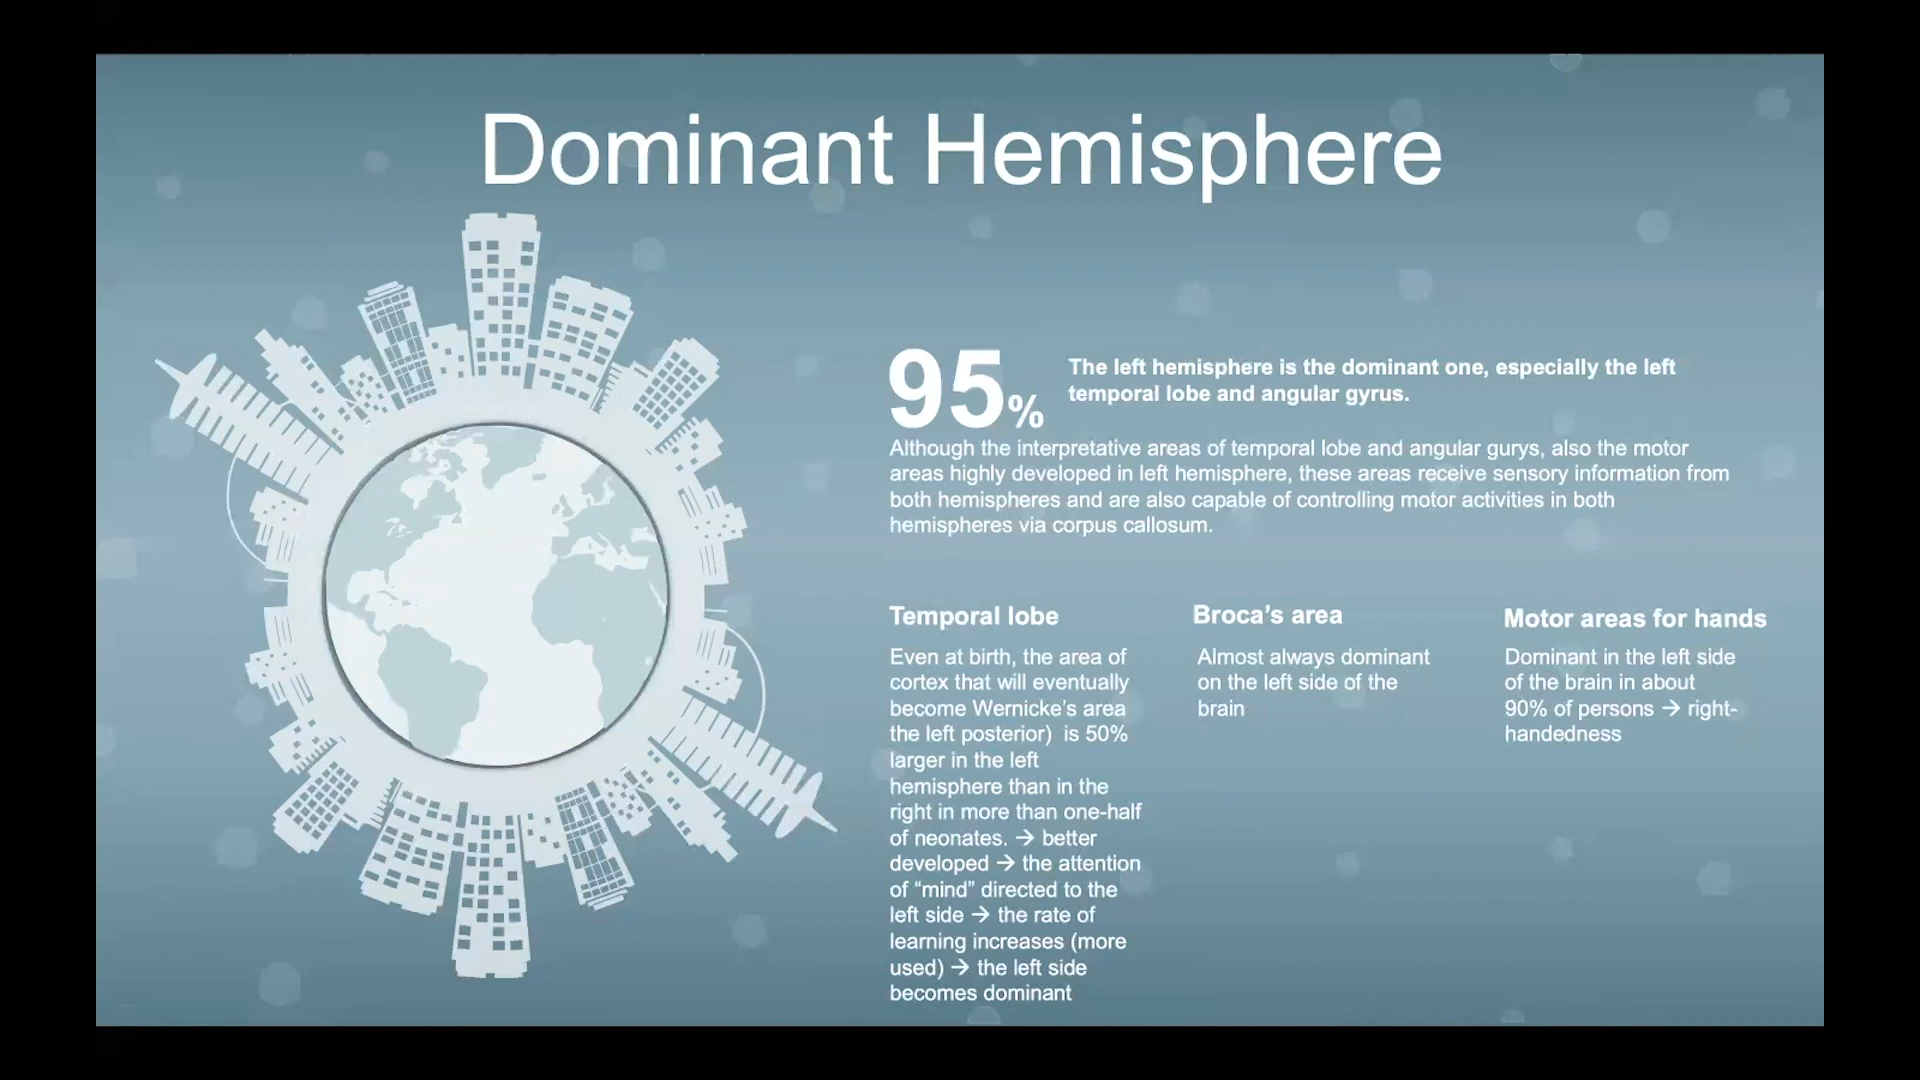 Dominant Hemisphere
95%
The left hemisphere is the dominant one, especially the left
temporal lobe and angular gyrus.
Although the interpretative areas of temporal lobe and angular gurys, also the motor
areas highly developed in left hemisphere, these areas receive sensory information from
both hemispheres and are also capable of controlling motor activities in both
hemispheres via corpus callosum.
Temporal lobe
Even at birth, the area of
cortex that will eventually
become Wernicke's area
the left posterior)  is 50%
larger in the left
hemisphere than in the
right in more than one-half
of neonates. → better
developed → the attention
of “mind” directed to the
left side → the rate of
learning increases (more
used) → the left side
becomes dominant
Broca’s area
Almost always dominant
on the left side of the
brain
Motor areas for hands
Dominant in the left side
of the brain in about
90% of persons → right-
handedness